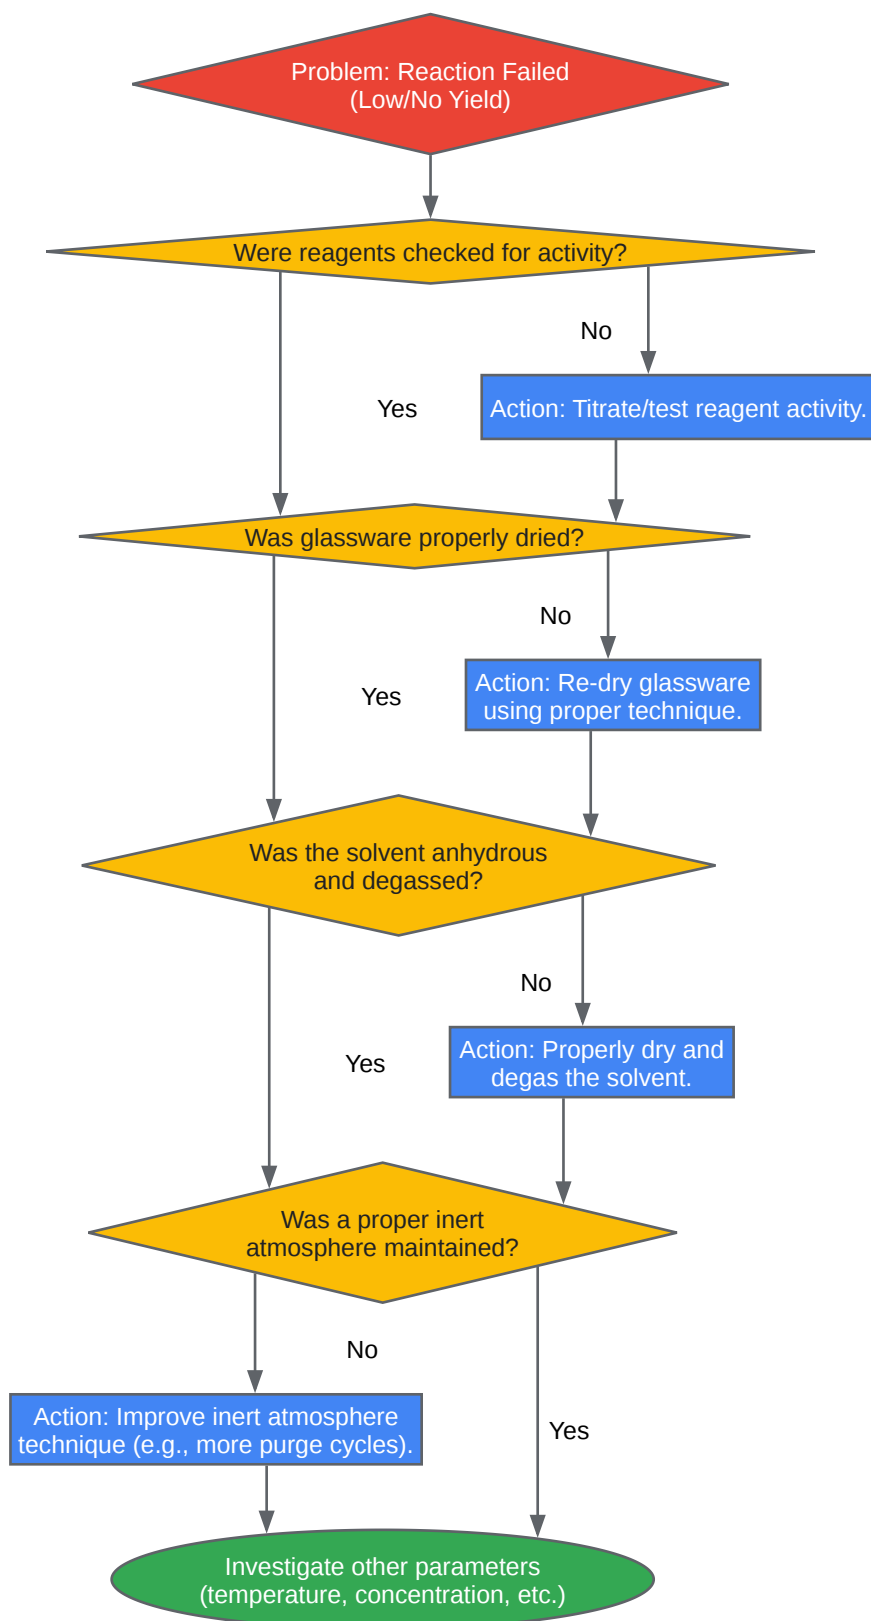 Problem: Reaction Failed
(Low/No Yield)
Were reagents checked for activity?
No
Yes
Action: Titrate/test reagent activity.
Was glassware properly dried?
No
Yes
Action: Re-dry glassware
using proper technique.
Was the solvent anhydrous
and degassed?
No
Yes
Action: Properly dry and
degas the solvent.
Was a proper inert
atmosphere maintained?
No
Action: Improve inert atmosphere
technique (e.g., more purge cycles).
Yes
Investigate other parameters
(temperature, concentration, etc.)